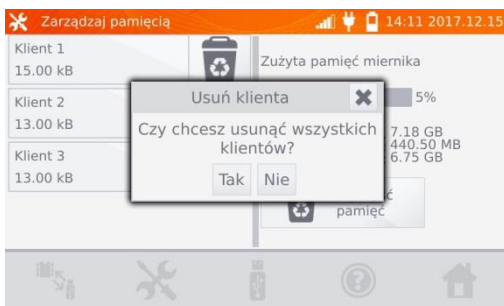 Zarządzaj pamięcią
14:11 2017.12.15
Klient 1
15.00 kB
Klient 2
13.00 kB
Klient 3
13.00 kB
Zużyta pamięć miernika
5%
7.18 GB
440.50 MB
6.75 GB
pamięć
Usuń klienta
Czy chcesz usunąć wszystkich
klientów?
Tak Nie